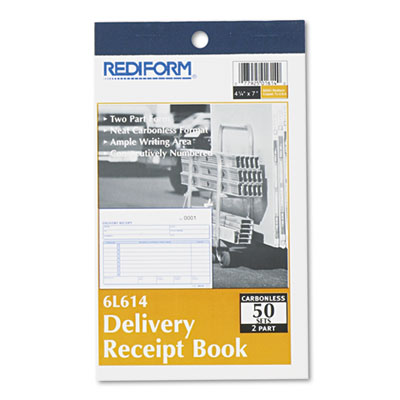 REDIFORM
4 1/4" x 7"
Two Part Forms
Neat Carbonless Format
Ample Writing Area
Consecutively Numbered
DELIVERY RECEIPT
0001
6L614
Delivery
Receipt Book
CARBONLESS
50
SETS
2 PART